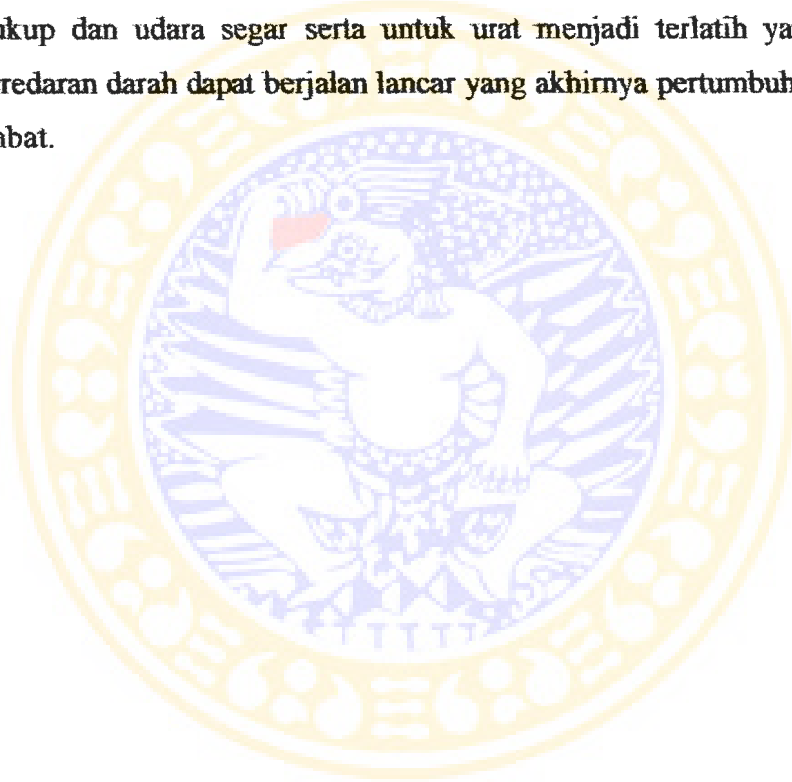 ukup dan udara segar serta untuk urat menjadi terlatih ya
redaran darah dapat berjalan lancar yang akhirnya pertumbuh
abat.